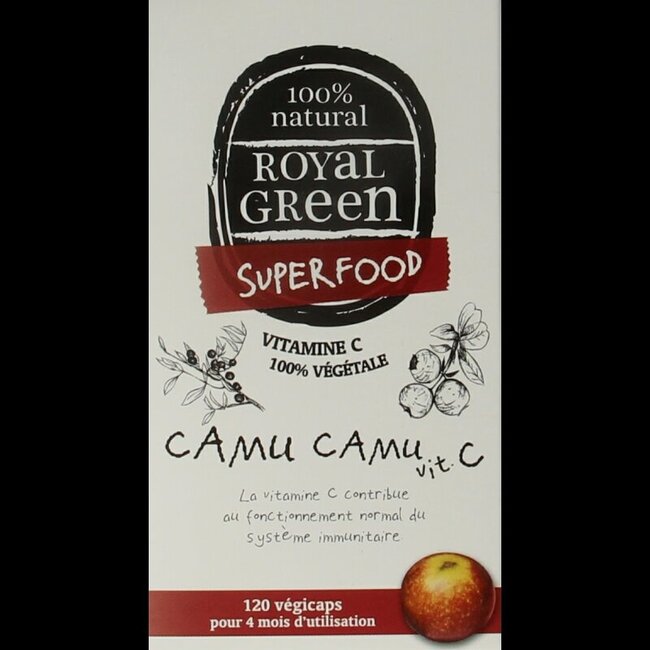 100%
natural
ROYaL
GReen
SUPERFOOD
VITAMINE C
100% VÉGÉTALE
CAMU CAMU vit. C
La vitamine C contribue
au fonctionnement normal du
système immunitaire
120 végicaps
pour 4 mois d'utilisation